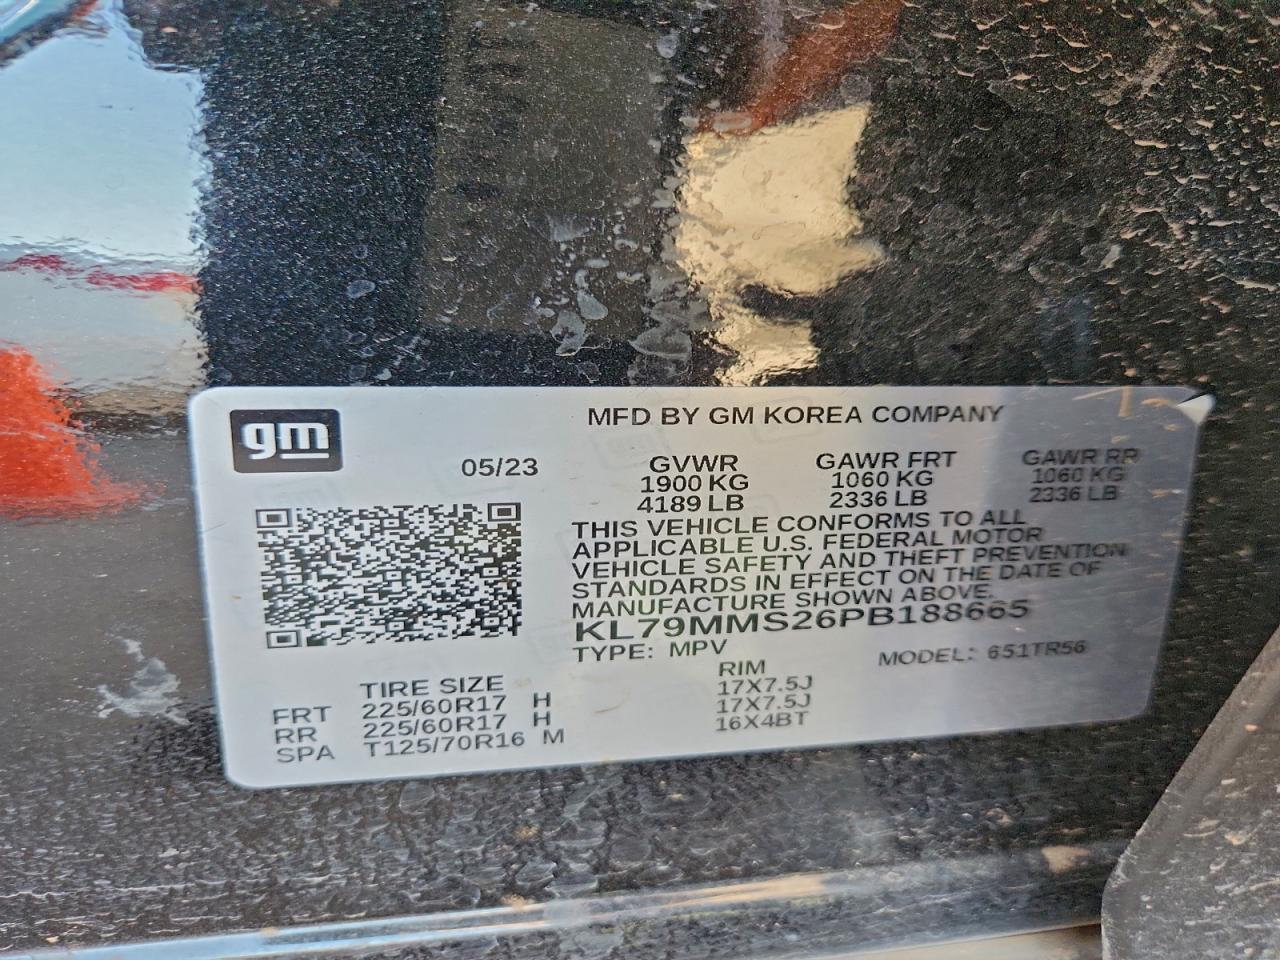 gm
MFD BY GM KOREA COMPANY
05/23
GVWR GAWR FRT GAWR RR
1900 KG 1060 KG 1060 KG
4189 LB 2336 LB 2336 LB
THIS VEHICLE CONFORMS TO ALL
APPLICABLE U.S. FEDERAL MOTOR
VEHICLE SAFETY AND THEFT PREVENTION
STANDARDS IN EFFECT ON THE DATE OF
MANUFACTURE SHOWN ABOVE.
KL79MMS26PB188665
TYPE: MPV MODEL: 651TR56
TIRE SIZE RIM
FRT 225/60R17 H 17X7.5J
RR 225/60R17 H 17X7.5J
SPA T125/70R16 M 16X4BT